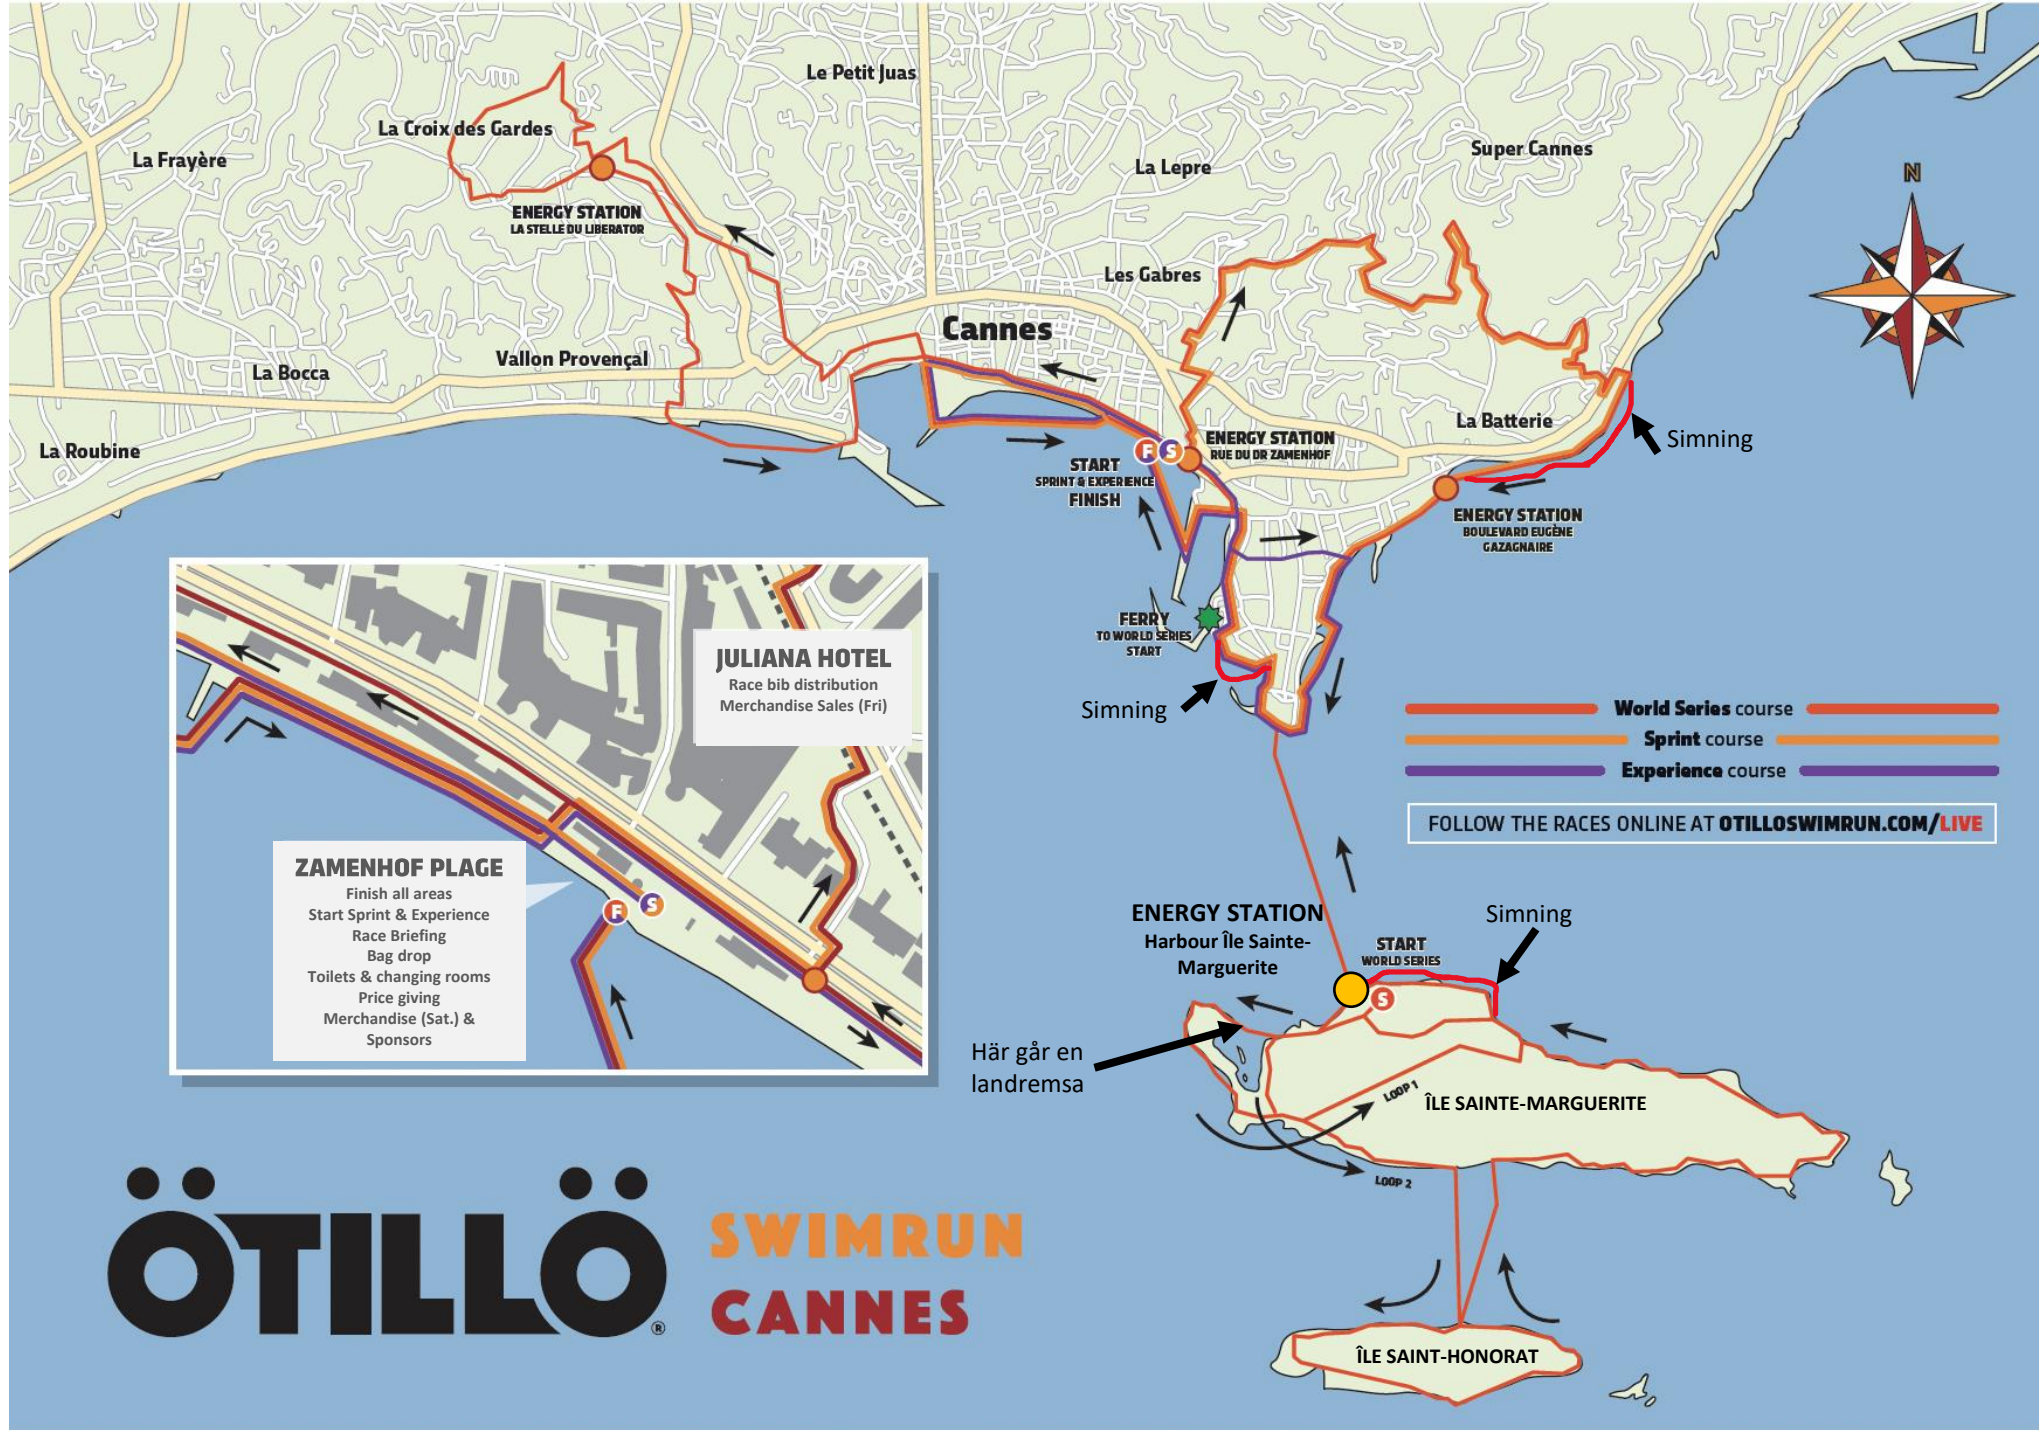 Le Petit Juas
La Croix des Gardes
La Frayère
La Lepre
Super Cannes
N
ENERGY STATION
LA STELLE DU LIBERATOR
Les Gabres
Cannes
Vallon Provençal
La Bocca
La Batterie
La Roubine
Simning
ENERGY STATION
RUE DU DR ZAMENHOF
F
S
START
SPRINT & EXPERIENCE
FINISH
ENERGY STATION
BOULEVARD EUGÈNE
GAZAGNAIRE
FERRY
TO WORLD SERIES
START
Simning
JULIANA HOTEL
Race bib distribution
Merchandise Sales (Fri)
ZAMENHOF PLAGE
Finish all areas
Start Sprint & Experience
Race Briefing
Bag drop
Toilets & changing rooms
Price giving
Merchandise (Sat.) &
Sponsors
F
S
World Series course
Sprint course
Experience course
FOLLOW THE RACES ONLINE AT OTILLOSWIMRUN.COM/LIVE
ENERGY STATION
Harbour Île Sainte-
Marguerite
START
WORLD SERIES
S
Simning
Här går en
landremsa
LOOP 1
ÎLE SAINTE-MARGUERITE
LOOP 2
ÎLE SAINT-HONORAT
ÖTILLÖ®
SWIMRUN
CANNES